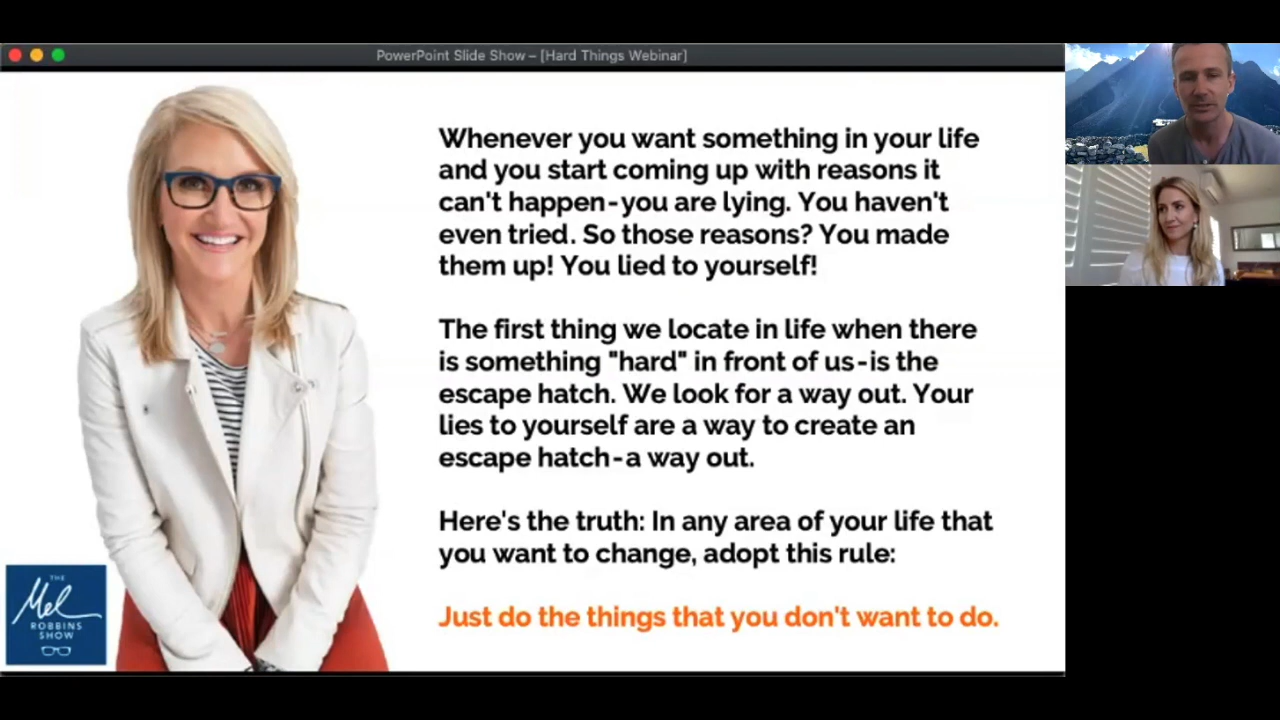 PowerPoint Slide Show – [Hard Things Webinar]
Whenever you want something in your life
and you start coming up with reasons it
can't happen-you are lying. You haven't
even tried. So those reasons? You made
them up! You lied to yourself!
The first thing we locate in life when there
is something "hard" in front of us-is the
escape hatch. We look for a way out. Your
lies to yourself are a way to create an
escape hatch-a way out.
Here's the truth: In any area of your life that
you want to change, adopt this rule:
Just do the things that you don't want to do.
THE
Mel
ROBBINS
SHOW